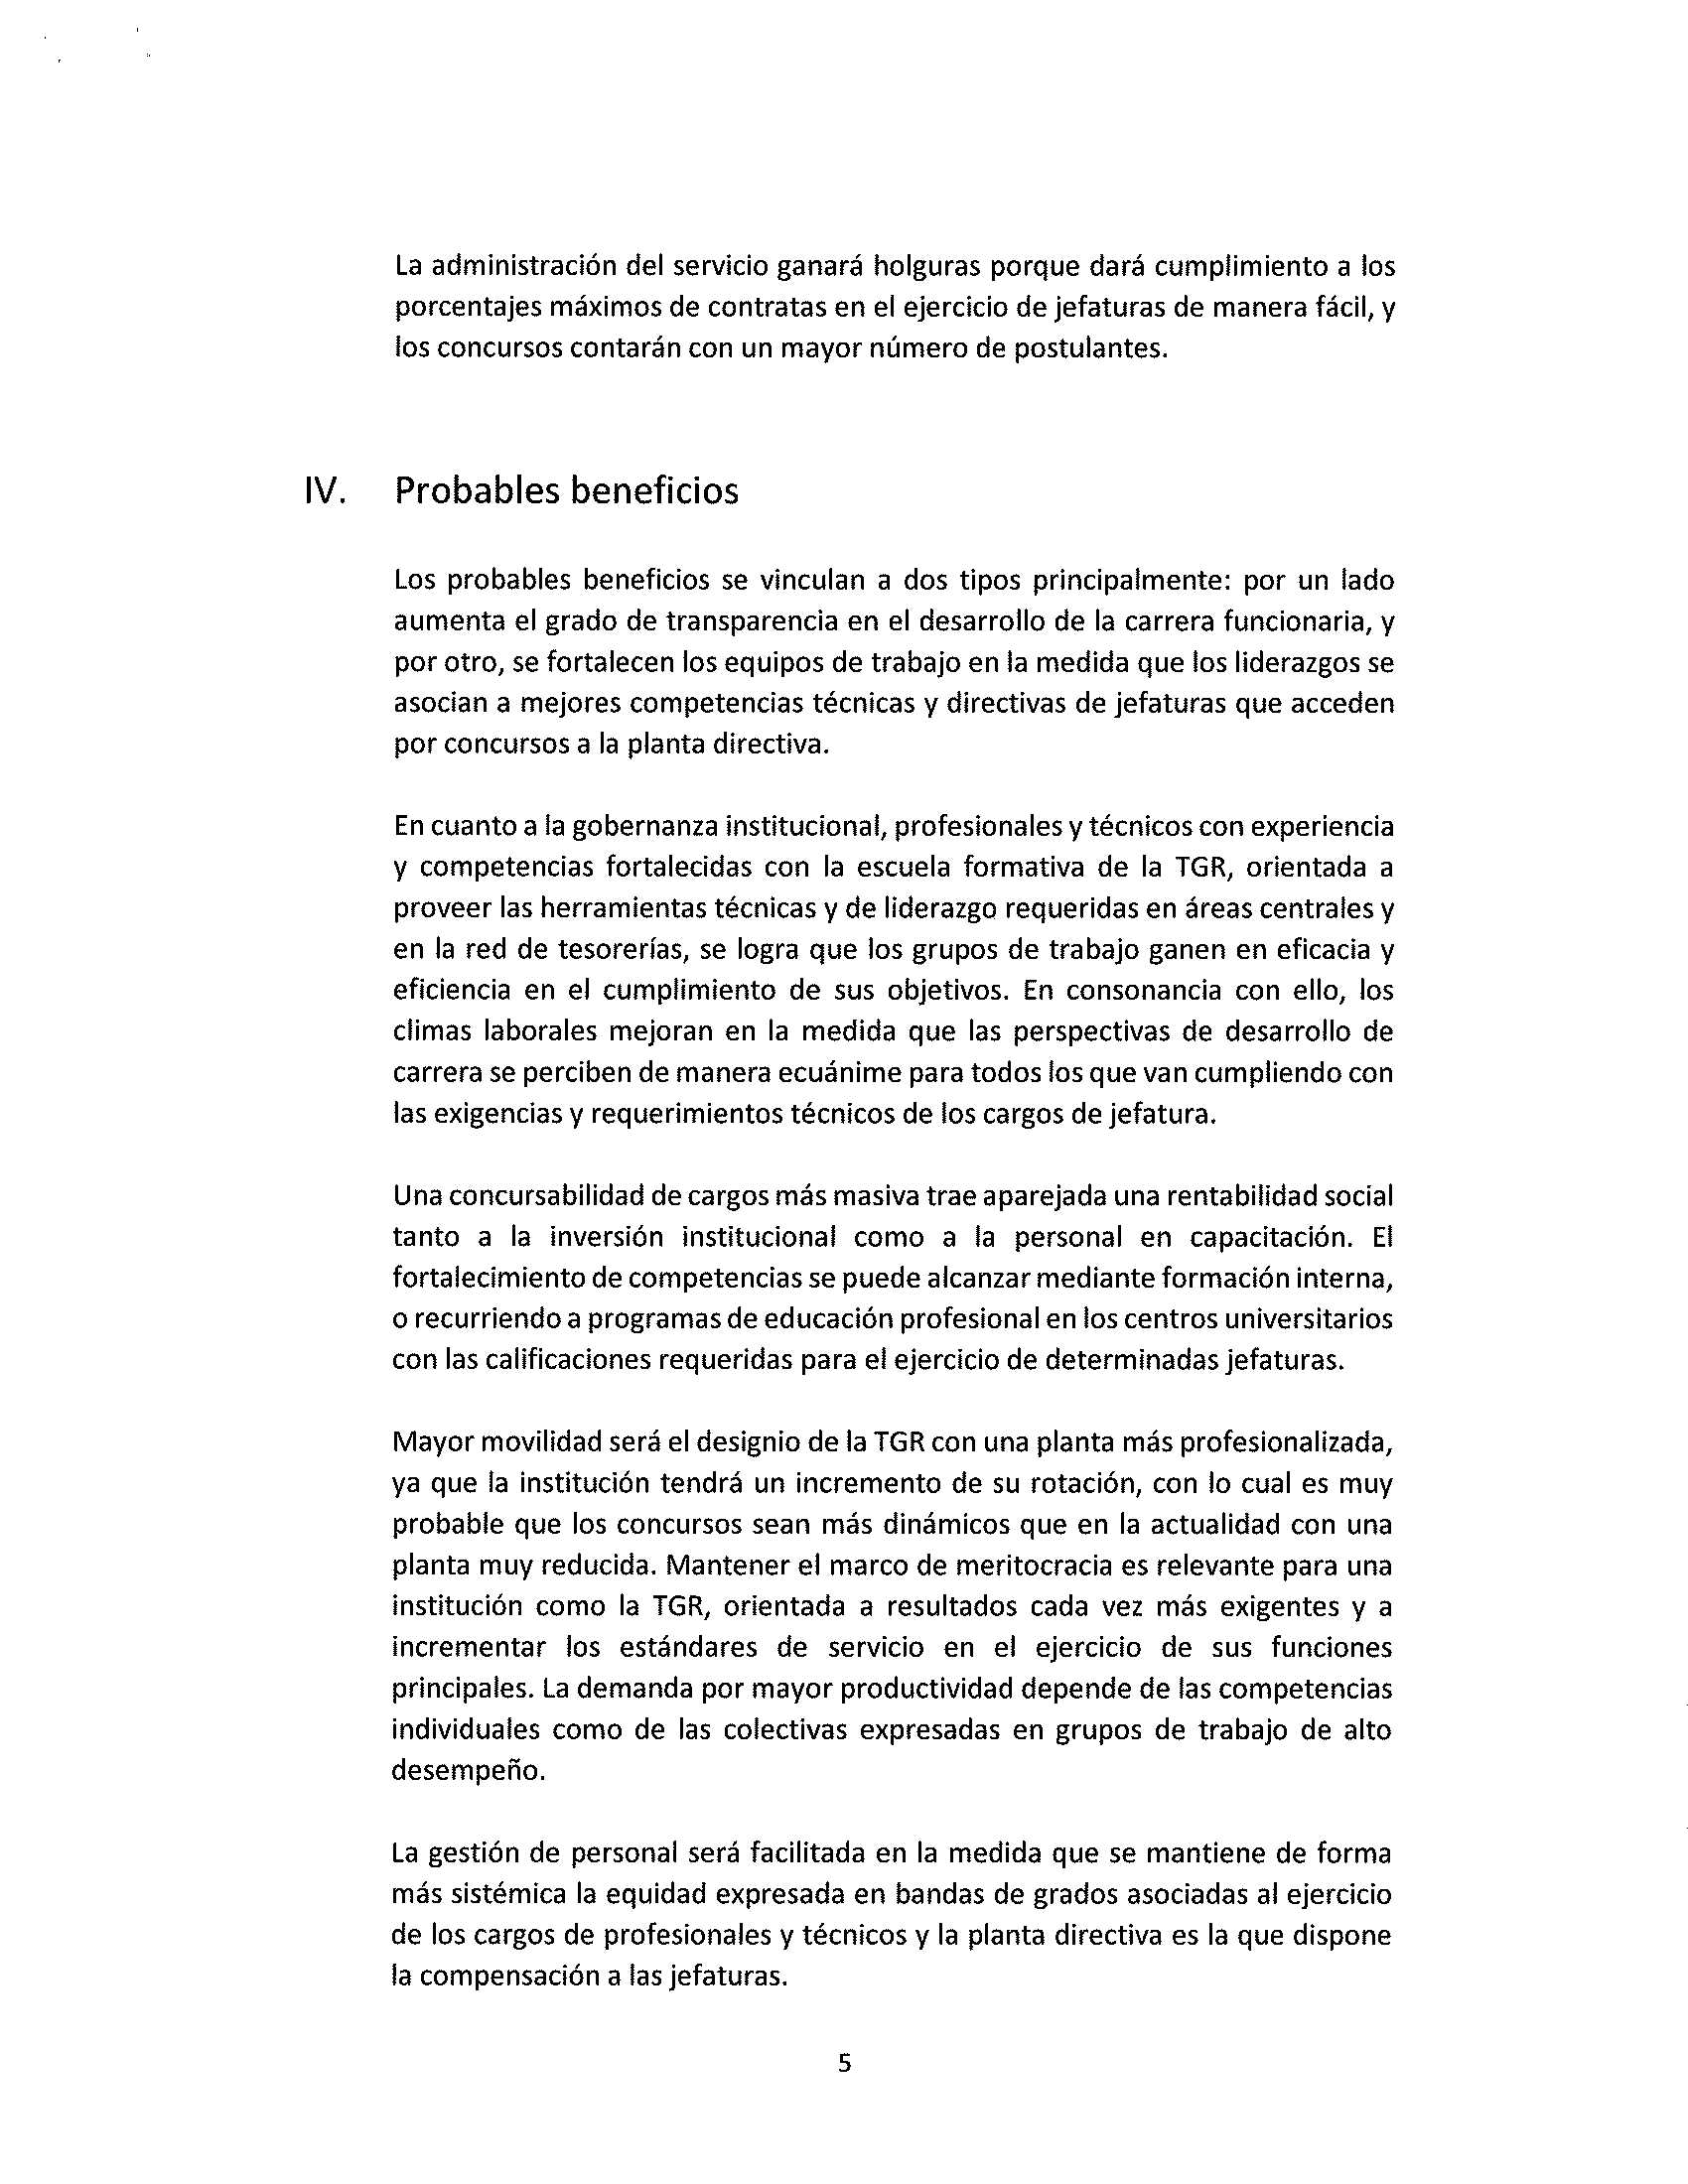 La administración del servicio ganará holguras porque dará cumplimiento a los
porcentajes máximos de contratas en el ejercicio de jefaturas de manera fácil, y
los concursos contarán con un mayor número de postulantes.
IV. Probables beneficios
Los probables beneficios se vinculan a dos tipos principalmente: por un lado
aumenta el grado de transparencia en el desarrollo de la carrera funcionaria, y
por otro, se fortalecen los equipos de trabajo en la medida que los liderazgos se
asocian a mejores competencias técnicas y directivas de jefaturas que acceden
por concursos a la planta directiva.
En cuanto a la gobernanza institucional, profesionales y técnicos con experiencia
y competencias fortalecidas con la escuela formativa de la TGR, orientada a
proveer las herramientas técnicas y de liderazgo requeridas en áreas centrales y
en la red de tesorerías, se logra que los grupos de trabajo ganen en eficacia y
eficiencia en el cumplimiento de sus objetivos. En consonancia con ello, los
climas laborales mejoran en la medida que las perspectivas de desarrollo de
carrera se perciben de manera ecuánime para todos los que van cumpliendo con
las exigencias y requerimientos técnicos de los cargos de jefatura.
Una concursabilidad de cargos más masiva trae aparejada una rentabilidad social
tanto a la inversión institucional como a la personal en capacitación. El
fortalecimiento de competencias se puede alcanzar mediante formación interna,
o recurriendo a programas de educación profesional en los centros universitarios
con las calificaciones requeridas para el ejercicio de determinadas jefaturas.
Mayor movilidad será el designio de la TGR con una planta más profesionalizada,
ya que la institución tendrá un incremento de su rotación, con lo cual es muy
probable que los concursos sean más dinámicos que en la actualidad con una
planta muy reducida. Mantener el marco de meritocracia es relevante para una
institución como la TGR, orientada a resultados cada vez más exigentes y a
incrementar los estándares de servicio en el ejercicio de sus funciones
principales. La demanda por mayor productividad depende de las competencias
individuales como de las colectivas expresadas en grupos de trabajo de alto
desempeño.
La gestión de personal será facilitada en la medida que se mantiene de forma
más sistémica la equidad expresada en bandas de grados asociadas al ejercicio
de los cargos de profesionales y técnicos y la planta directiva es la que dispone
la compensación a las jefaturas.
5